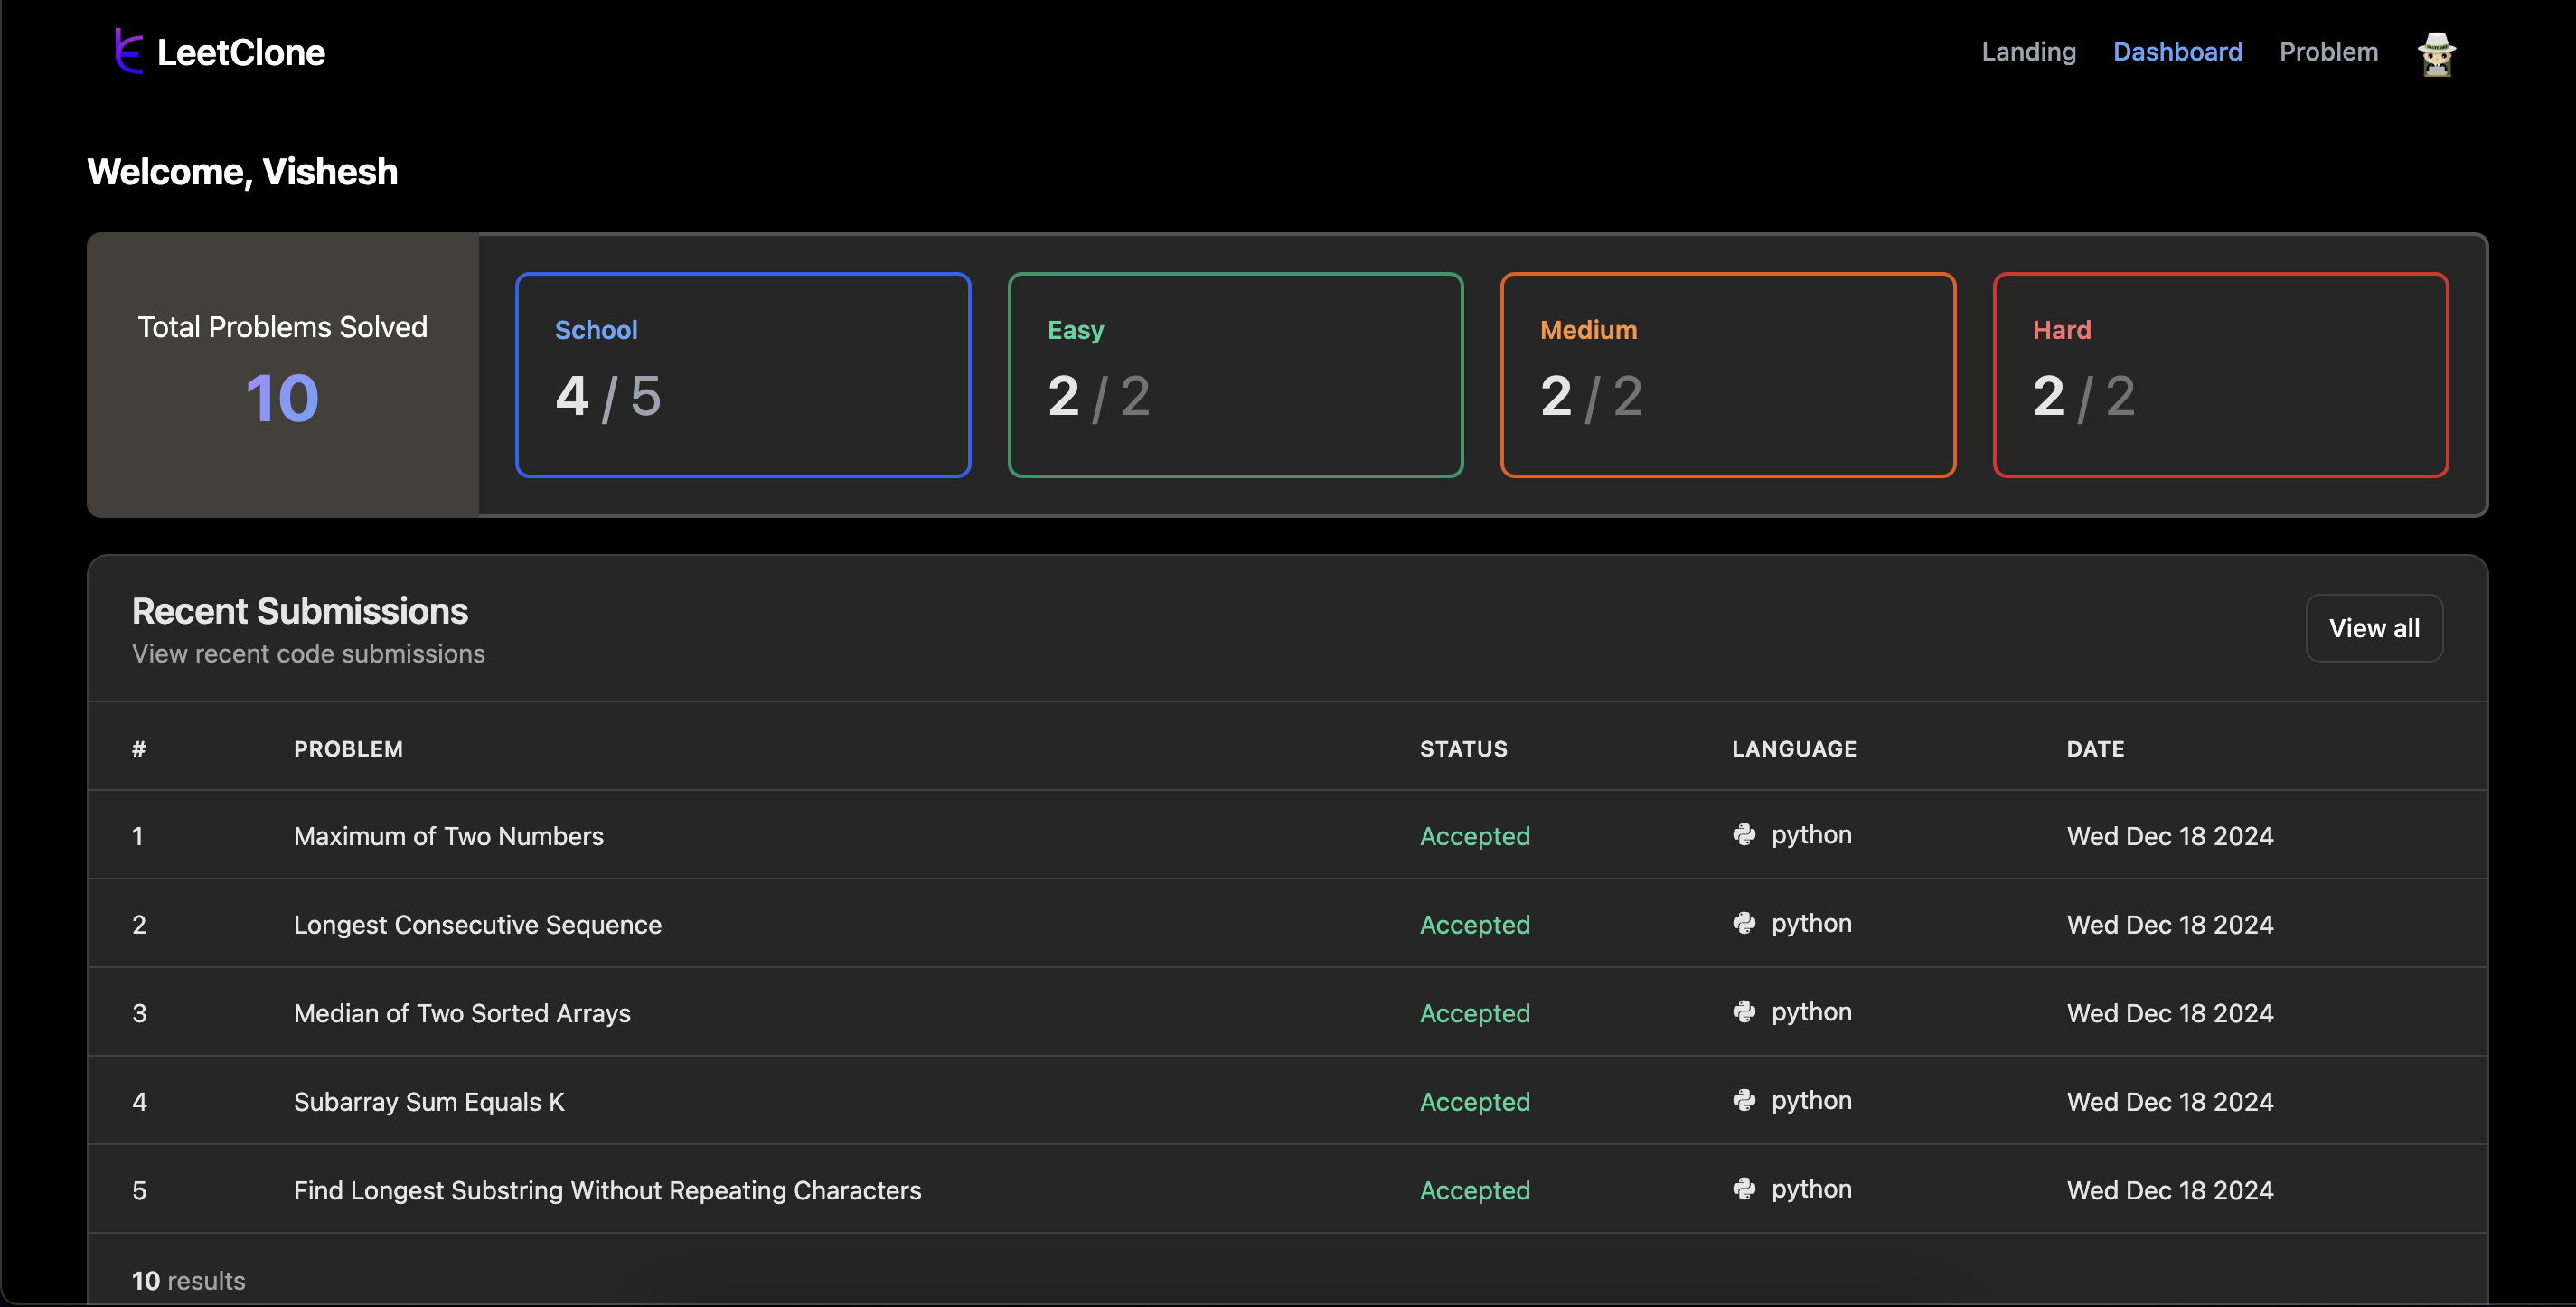 LeetClone
Landing Dashboard Problem
Welcome, Vishesh
Total Problems Solved
10
School
4 / 5
Easy
2 / 2
Medium
2 / 2
Hard
2 / 2
Recent Submissions
View recent code submissions
View all
# PROBLEM STATUS LANGUAGE DATE
1 Maximum of Two Numbers Accepted python Wed Dec 18 2024
2 Longest Consecutive Sequence Accepted python Wed Dec 18 2024
3 Median of Two Sorted Arrays Accepted python Wed Dec 18 2024
4 Subarray Sum Equals K Accepted python Wed Dec 18 2024
5 Find Longest Substring Without Repeating Characters Accepted python Wed Dec 18 2024
10 results